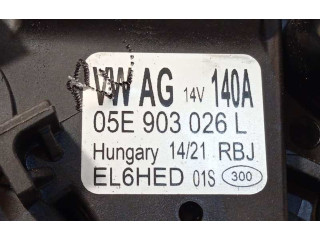 VW AG 14V 140A
05E 903 026 L
Hungary 14/21 RBJ
EL6HED 01S 300